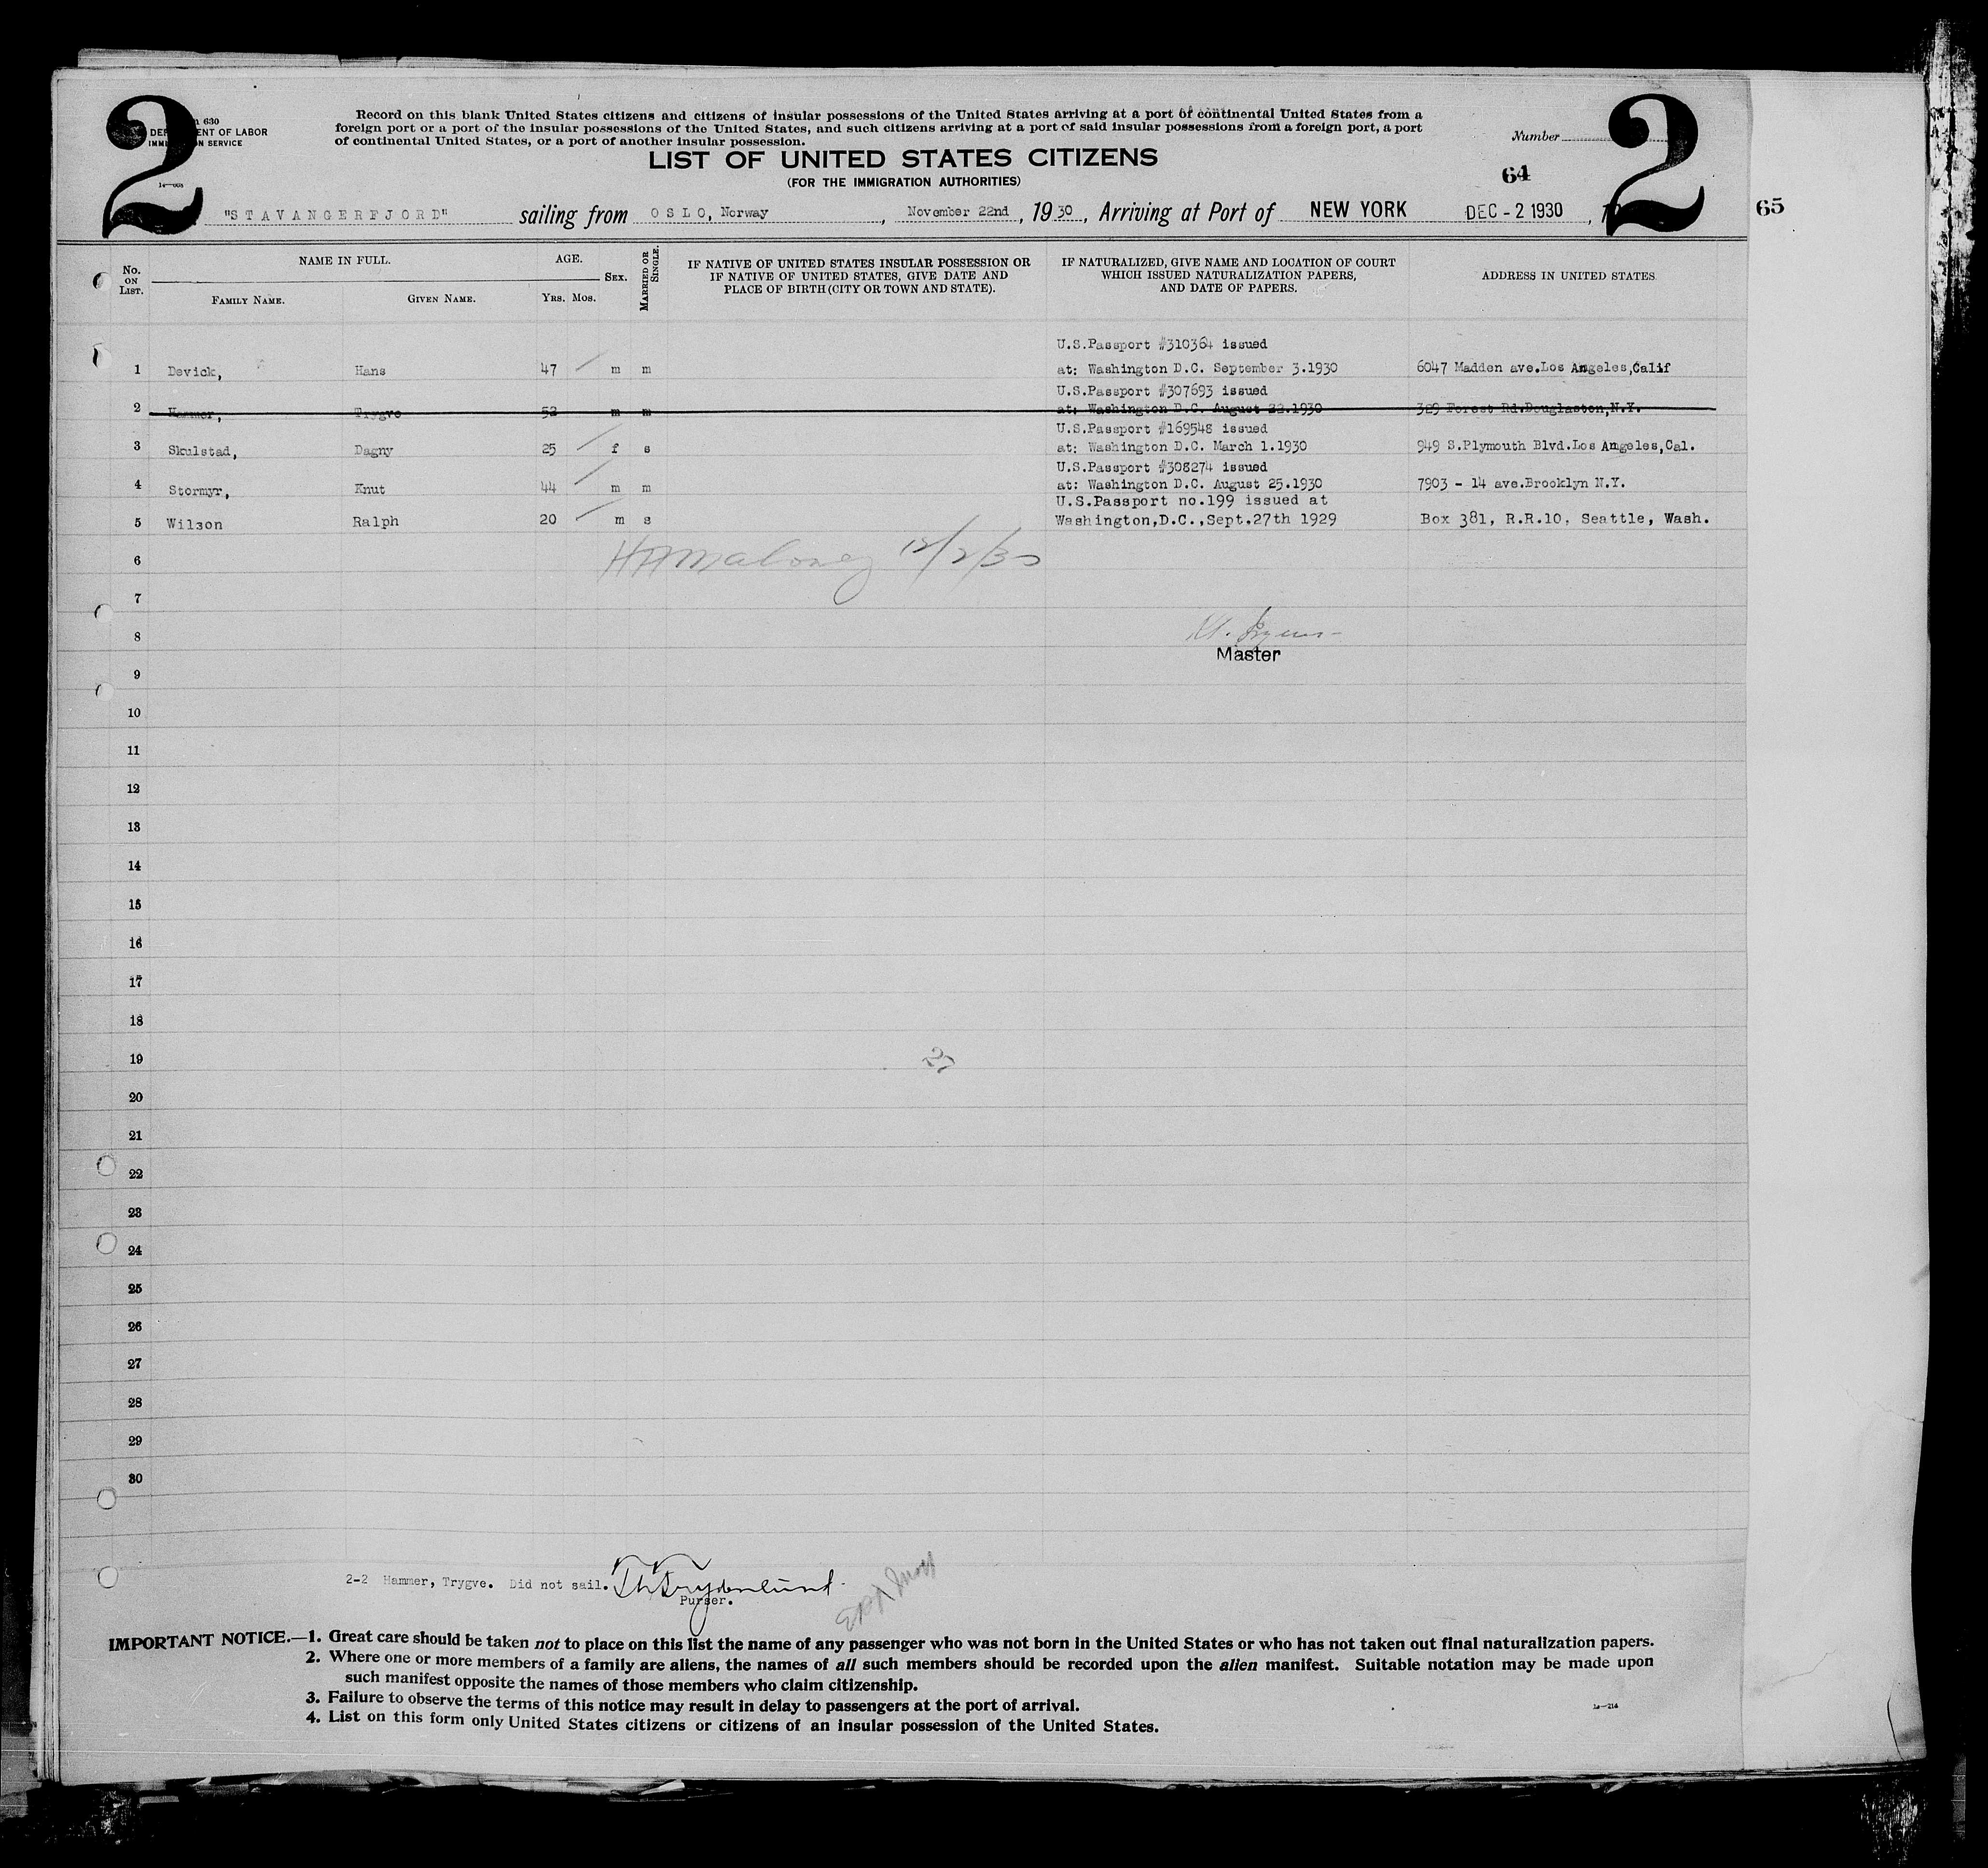 2
2
630
DEPARTMENT OF LABOR
IMMIGRATION SERVICE
Record on this blank United States citizens and citizens of insular possessions of the United States arriving at a port of continental United States from a
foreign port or a port of the insular possessions of the United States, and such citizens arriving at a port of said insular possessions from a foreign port, a port
of continental United States, or a port of another insular possession.
Number
LIST OF UNITED STATES CITIZENS
(FOR THE IMMIGRATION AUTHORITIES)
64
65
"STAVANGERFJORD" sailing from OSLO, Norway, November 22nd, 1930, Arriving at Port of NEW YORK DEC - 2 1930, 1
No. ON LIST. NAME IN FULL. AGE. SEX. MARRIED OR SINGLE. IF NATIVE OF UNITED STATES INSULAR POSSESSION OR IF NATIVE OF UNITED STATES, GIVE DATE AND PLACE OF BIRTH (CITY OR TOWN AND STATE). IF NATURALIZED, GIVE NAME AND LOCATION OF COURT WHICH ISSUED NATURALIZATION PAPERS, AND DATE OF PAPERS. ADDRESS IN UNITED STATES
FAMILY NAME. GIVEN NAME. YRS. MOS.
U.S.Passport #310364 issued
1 Devick, Hans 47 m m at: Washington D.C. September 3.1930 6047 Madden ave.Los Angeles,Calif
U.S.Passport #307693 issued
2 Hammer, Trygve 52 m m at: Washington D.C. August 22.1930 329 Forest Rd.Douglaston,N.Y.
U.S.Passport #169548 issued
3 Skulstad, Dagny 25 f s at: Washington D.C. March 1.1930 949 S.Plymouth Blvd.Los Angeles,Cal.
U.S.Passport #308274 issued
4 Stormyr, Knut 44 m m at: Washington D.C. August 25.1930 7903 - 14 ave.Brooklyn N.Y.
U.S.Passport no.199 issued at
5 Wilson Ralph 20 m s Washington,D.C.,Sept.27th 1929 Box 381, R.R.10, Seattle, Wash.
6 HAMaloney 12/2/30
7
8
Master
9
10
11
12
13
14
15
16
17
18
19
20
21
22
23
24
25
26
27
28
29
30
2-2 Hammer, Trygve. Did not sail.
Purser.
IMPORTANT NOTICE.—1. Great care should be taken not to place on this list the name of any passenger who was not born in the United States or who has not taken out final naturalization papers.
2. Where one or more members of a family are aliens, the names of all such members should be recorded upon the alien manifest. Suitable notation may be made upon
such manifest opposite the names of those members who claim citizenship.
3. Failure to observe the terms of this notice may result in delay to passengers at the port of arrival.
4. List on this form only United States citizens or citizens of an insular possession of the United States.